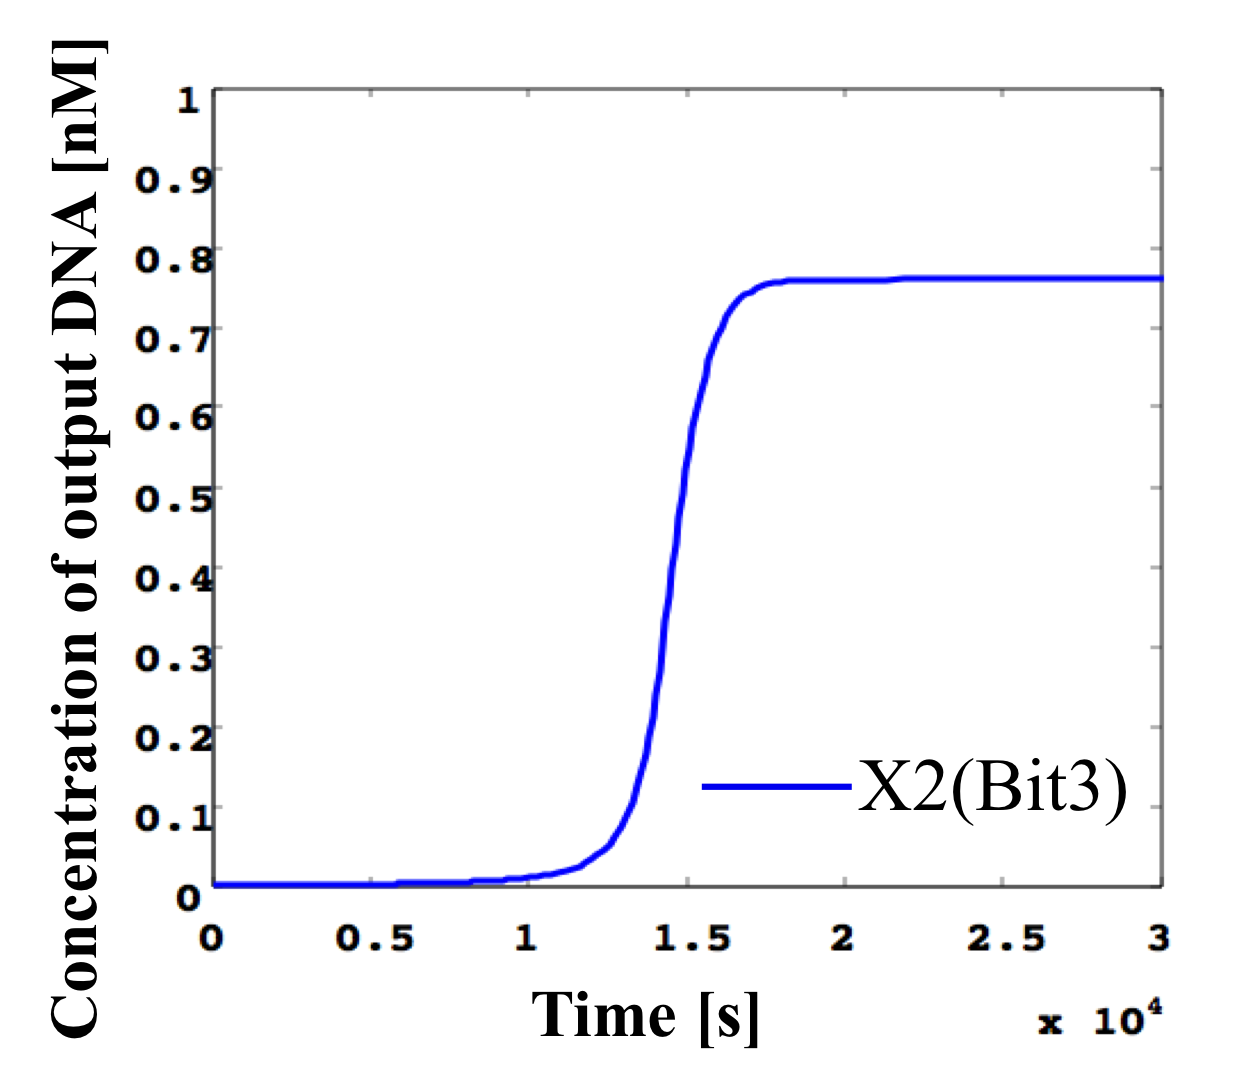 Concentration of output DNA [nM]
1
0.9
0.8
0.7
0.6
0.5
0.4
0.3
0.2
0.1
0
X2(Bit3)
0 0.5 1 1.5 2 2.5 3
Time [s]
x 10⁴